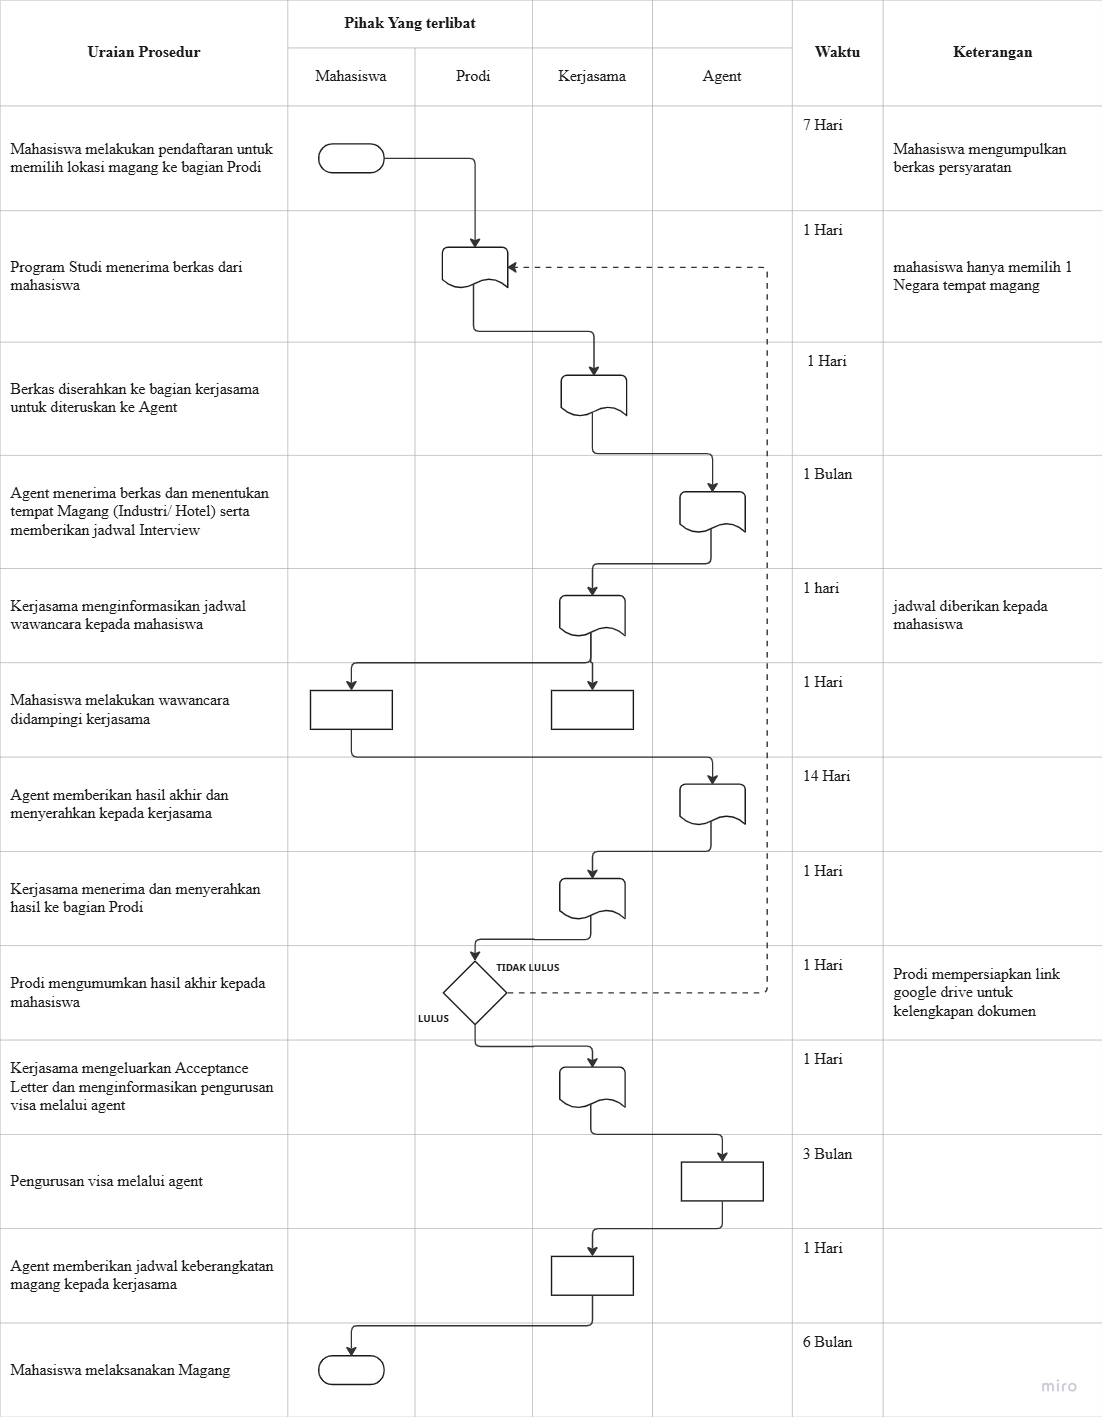 Uraian Prosedur
Pihak Yang terlibat
Waktu
Keterangan
Mahasiswa
Prodi
Kerjasama
Agent
Mahasiswa melakukan pendaftaran untuk
memilih lokasi magang ke bagian Prodi
7 Hari
Mahasiswa mengumpulkan
berkas persyaratan
Program Studi menerima berkas dari
mahasiswa
1 Hari
mahasiswa hanya memilih 1
Negara tempat magang
Berkas diserahkan ke bagian kerjasama
untuk diteruskan ke Agent
1 Hari
Agent menerima berkas dan menentukan
tempat Magang (Industri/ Hotel) serta
memberikan jadwal Interview
1 Bulan
Kerjasama menginformasikan jadwal
wawancara kepada mahasiswa
1 hari
jadwal diberikan kepada
mahasiswa
Mahasiswa melakukan wawancara
didampingi kerjasama
1 Hari
Agent memberikan hasil akhir dan
menyerahkan kepada kerjasama
14 Hari
Kerjasama menerima dan menyerahkan
hasil ke bagian Prodi
1 Hari
Prodi mengumumkan hasil akhir kepada
mahasiswa
TIDAK LULUS
LULUS
1 Hari
Prodi mempersiapkan link
google drive untuk
kelengkapan dokumen
Kerjasama mengeluarkan Acceptance
Letter dan menginformasikan pengurusan
visa melalui agent
1 Hari
Pengurusan visa melalui agent
3 Bulan
Agent memberikan jadwal keberangkatan
magang kepada kerjasama
1 Hari
Mahasiswa melaksanakan Magang
6 Bulan
miro